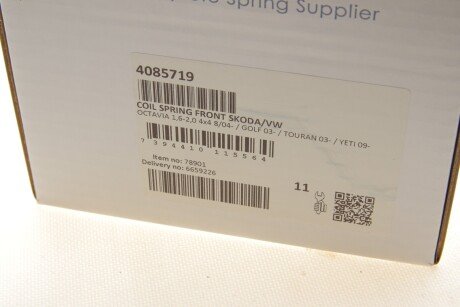 Spring Supplier
4085719
COIL SPRING FRONT SKODA/VW
OCTAVIA 1,6-2,0 4x4 8/04- / GOLF 03- / TOURAN 03- / YETI 09-
7 394410 115564
Item no: 78901
Delivery no: 6659226
11